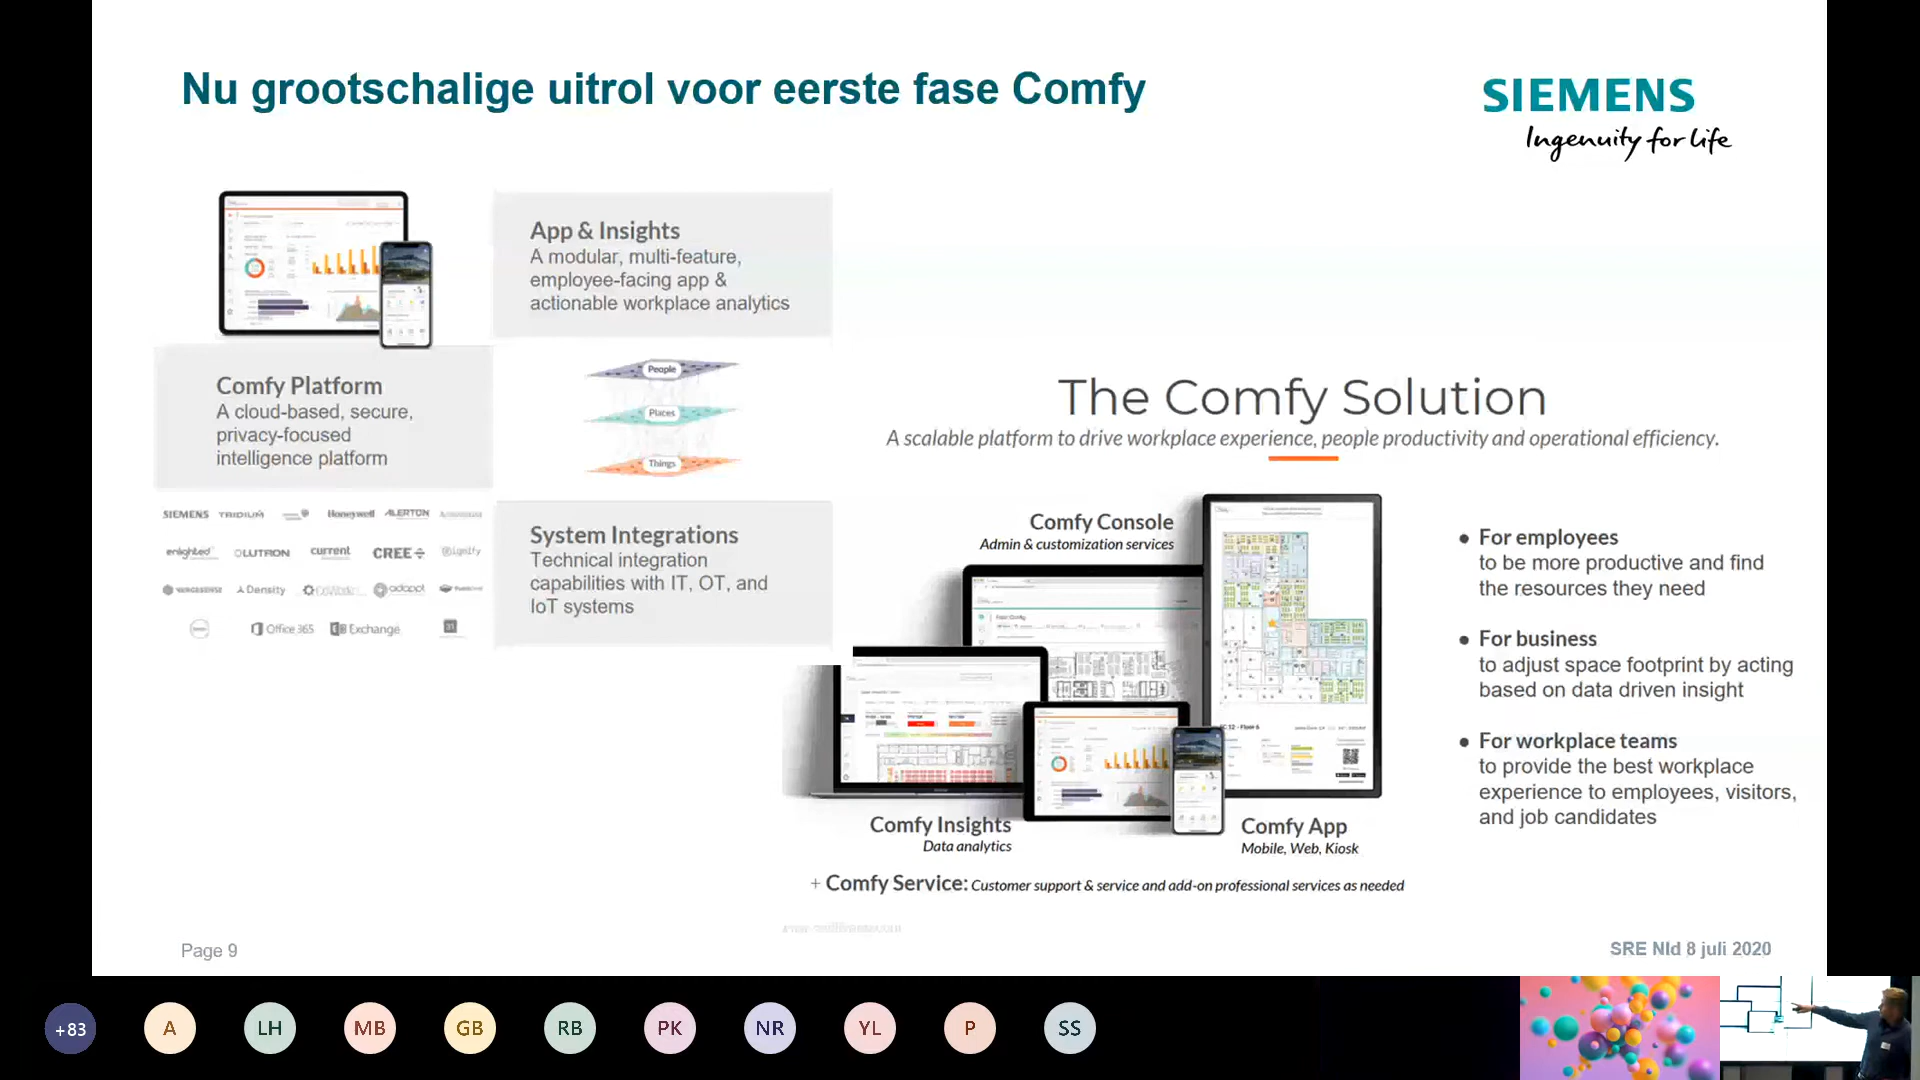 Nu grootschalige uitrol voor eerste fase Comfy
SIEMENS
Ingenuity for life
App & Insights
A modular, multi-feature,
employee-facing app &
actionable workplace analytics
Comfy Platform
A cloud-based, secure,
privacy-focused
intelligence platform
People
Places
Things
SIEMENS TRIDIUM Honeywell ALERTON
enlighted LUTRON current CREE Signify
Density adappt
Office 365 Exchange 31
System Integrations
Technical integration
capabilities with IT, OT, and
IoT systems
The Comfy Solution
A scalable platform to drive workplace experience, people productivity and operational efficiency.
Comfy Console
Admin & customization services
Comfy Insights
Data analytics
Comfy App
Mobile, Web, Kiosk
+ Comfy Service: Customer support & service and add-on professional services as needed
• For employees
to be more productive and find
the resources they need
• For business
to adjust space footprint by acting
based on data driven insight
• For workplace teams
to provide the best workplace
experience to employees, visitors,
and job candidates
Page 9
SRE Nld 8 juli 2020
+83 A LH MB GB RB PK NR YL P SS